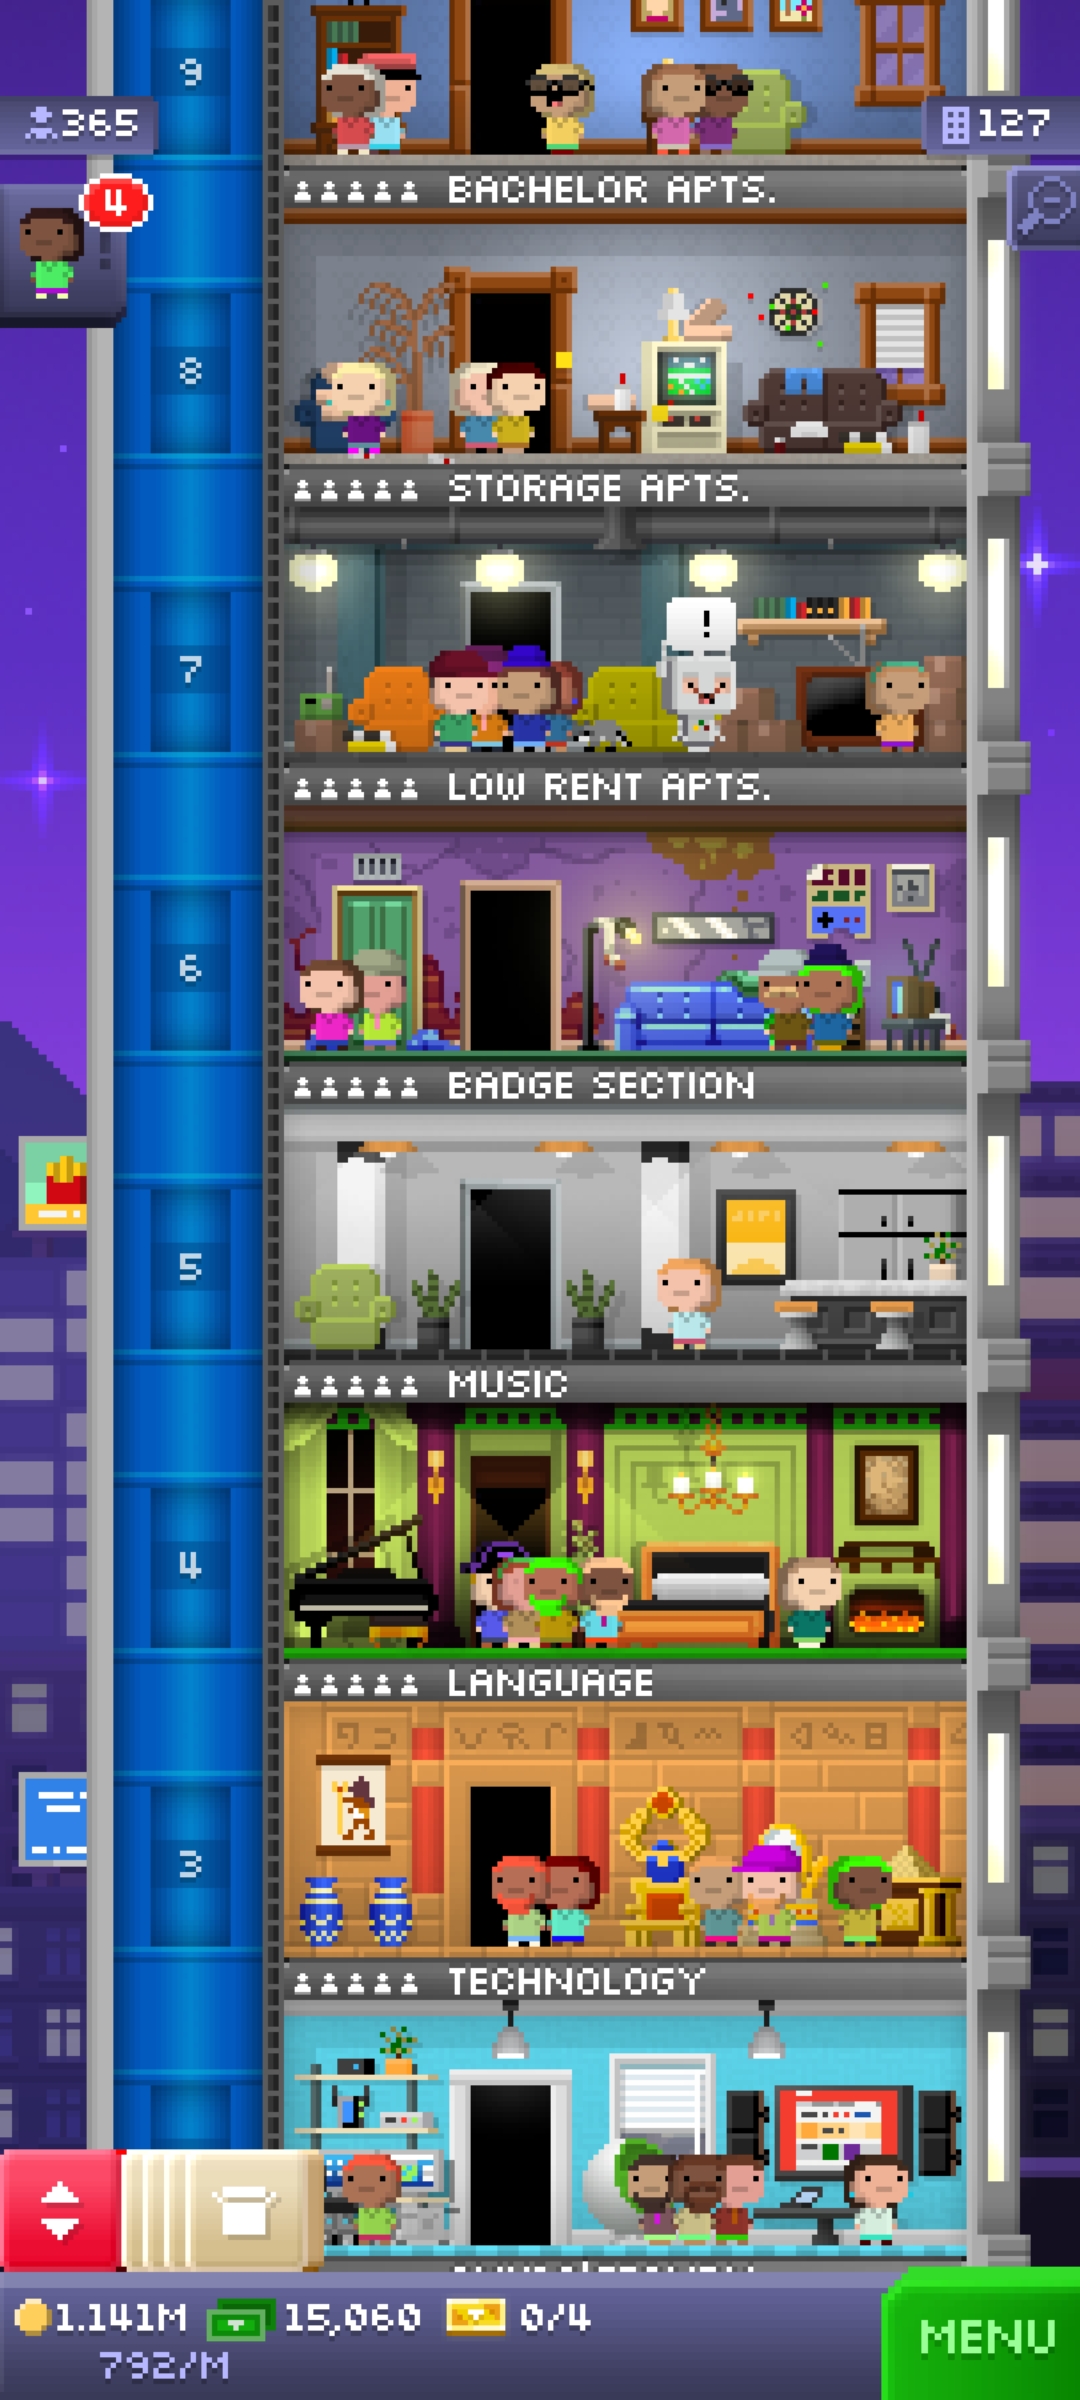 9
365
127
4
BACHELOR APTS.
8
STORAGE APTS.
!
7
LOW RENT APTS.
6
BADGE SECTION
5
MUSIC
4
LANGUAGE
3
TECHNOLOGY
1.141M
15,060
0/4
792/M
MENU